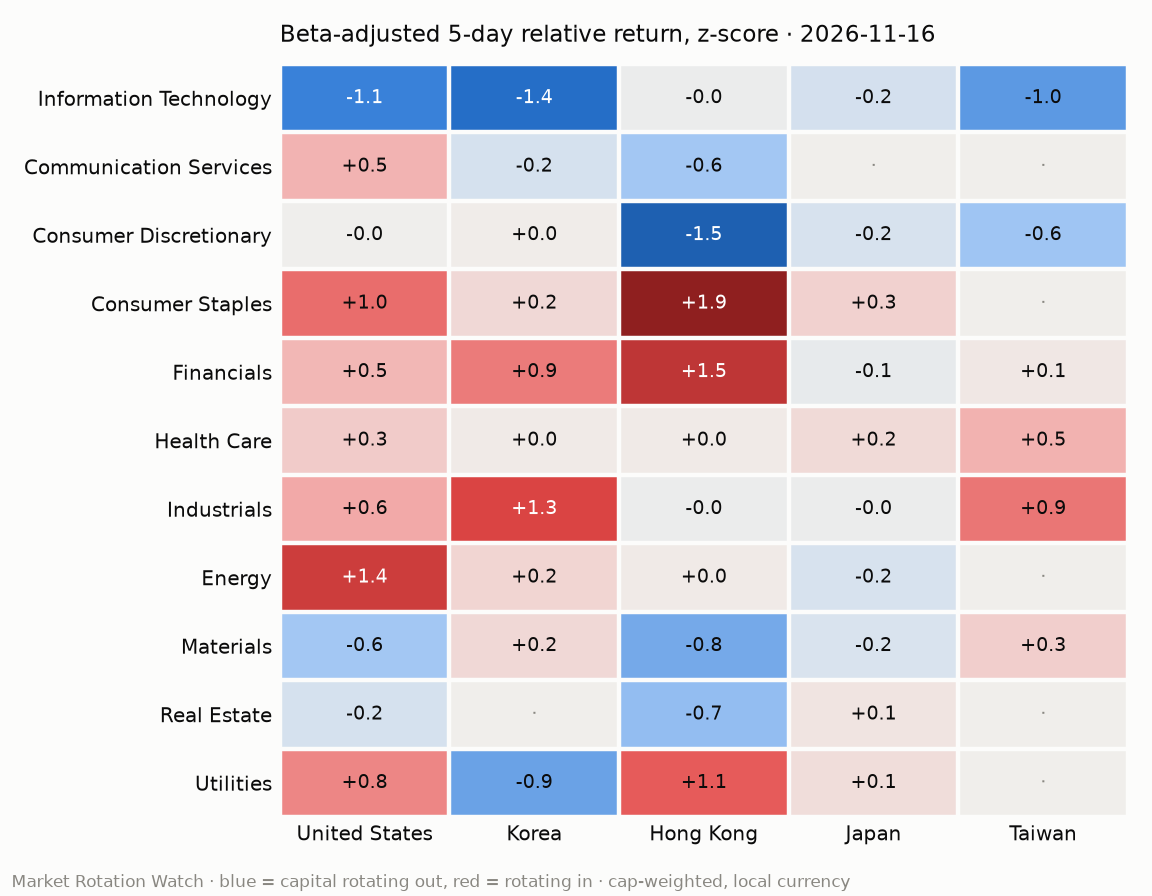 Beta-adjusted 5-day relative return, z-score · 2026-11-16
Information Technology -1.1 -1.4 -0.0 -0.2 -1.0
Communication Services +0.5 -0.2 -0.6 · ·
Consumer Discretionary -0.0 +0.0 -1.5 -0.2 -0.6
Consumer Staples +1.0 +0.2 +1.9 +0.3 ·
Financials +0.5 +0.9 +1.5 -0.1 +0.1
Health Care +0.3 +0.0 +0.0 +0.2 +0.5
Industrials +0.6 +1.3 -0.0 -0.0 +0.9
Energy +1.4 +0.2 +0.0 -0.2 ·
Materials -0.6 +0.2 -0.8 -0.2 +0.3
Real Estate -0.2 · -0.7 +0.1 ·
Utilities +0.8 -0.9 +1.1 +0.1 ·
United States Korea Hong Kong Japan Taiwan
Market Rotation Watch · blue = capital rotating out, red = rotating in · cap-weighted, local currency